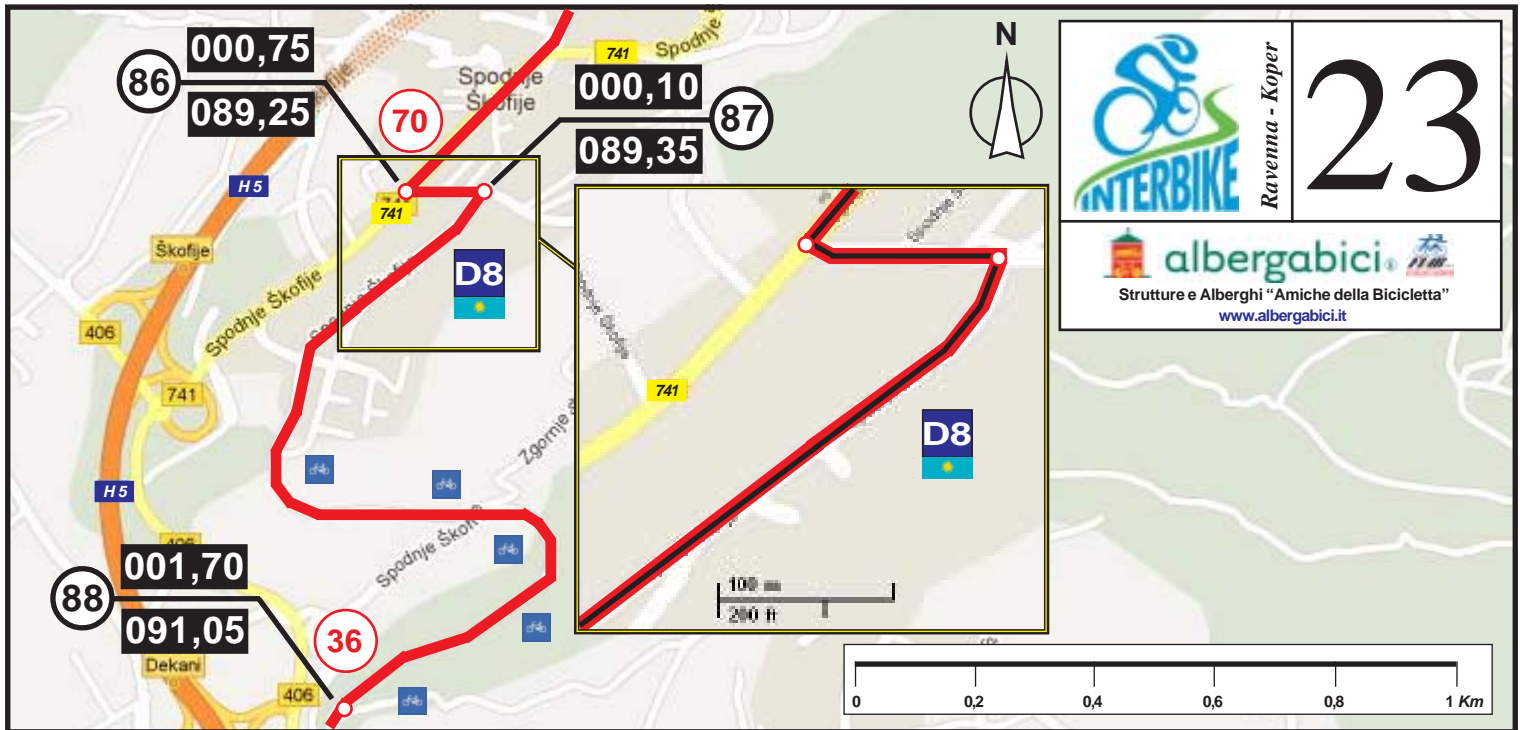 000,75
86
089,25
70
741
Spodnje
Spodnje
Škofije
000,10
87
089,35
N
INTERBIKE
Ravenna - Koper
23
albergabici®
Strutture e Alberghi “Amiche della Bicicletta”
www.albergabici.it
H 5
741
Škofije
D8
Spodnje Škofije
406
741
741
D8
Zgornje
H 5
Spodnje Škofije
100 m
200 ft
406
001,70
88
091,05
36
Dekani
406
0
0,2
0,4
0,6
0,8
1 Km